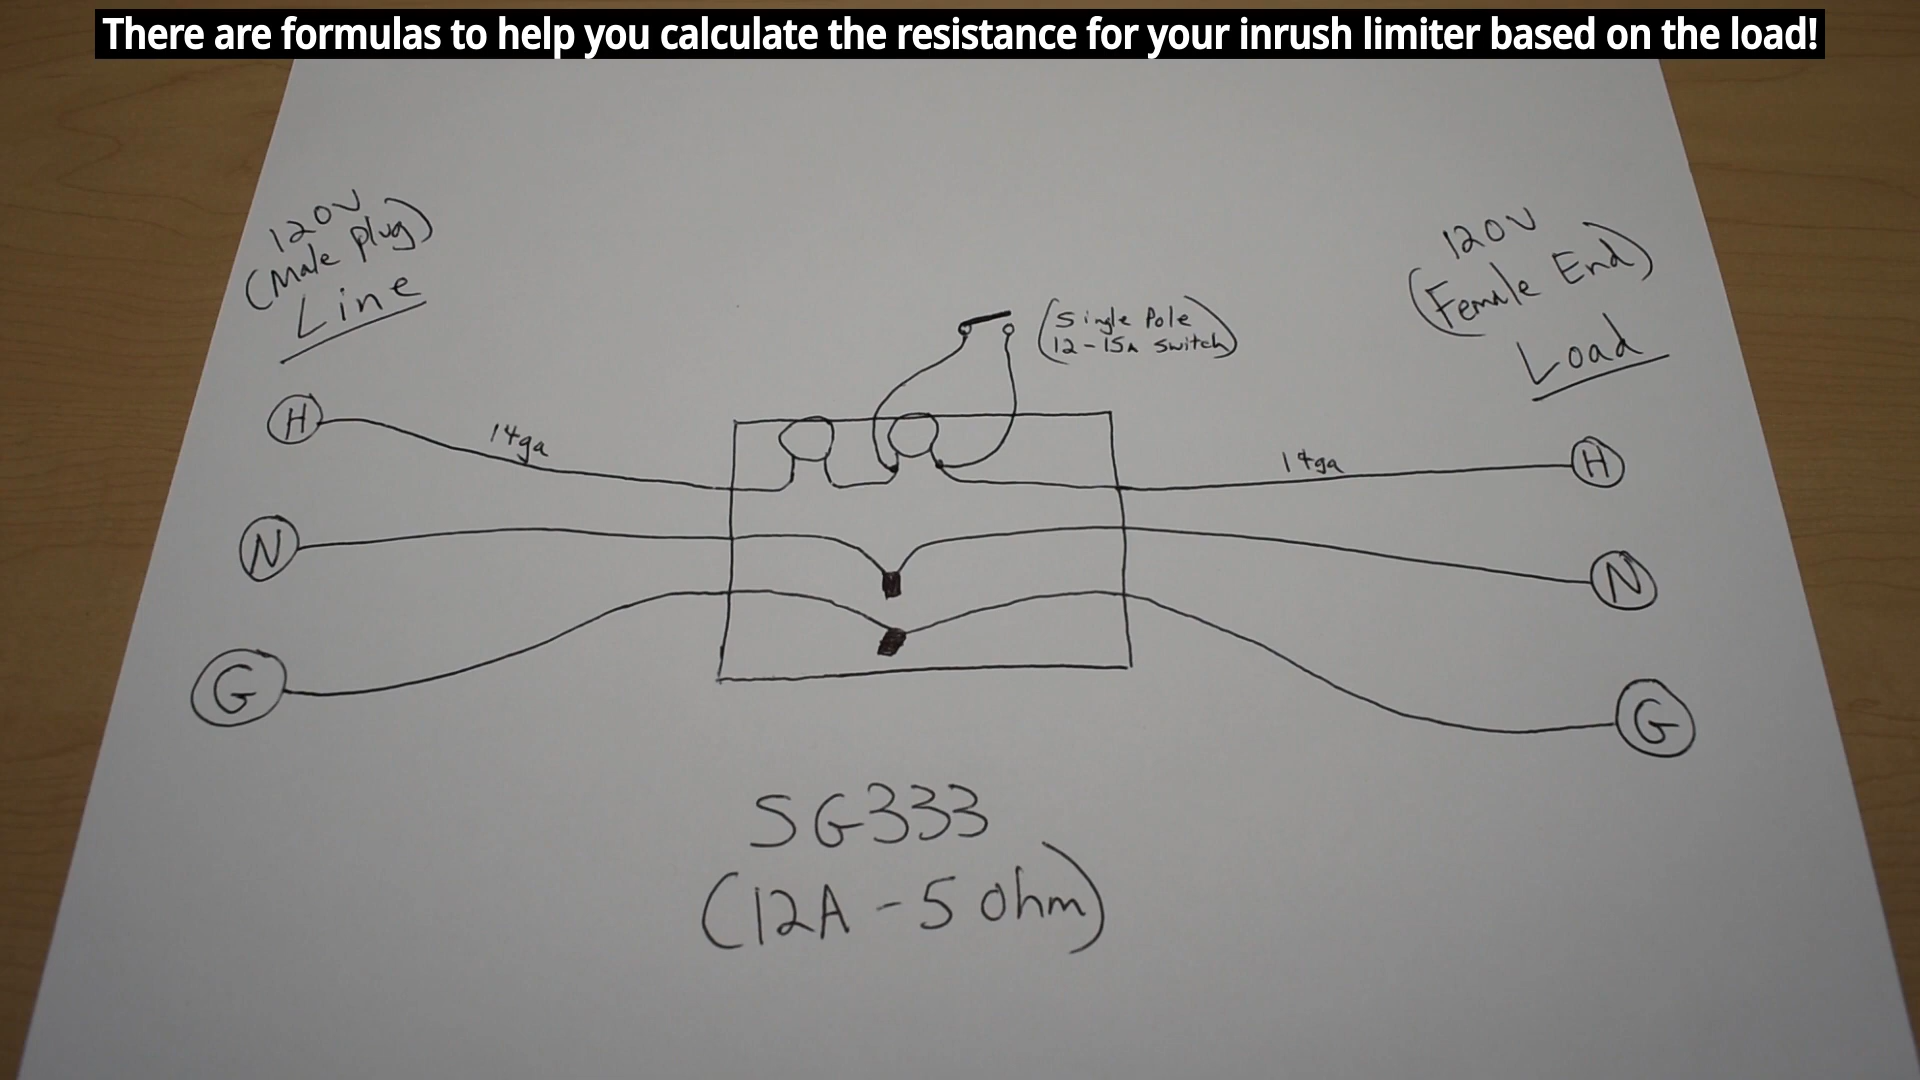 There are formulas to help you calculate the resistance for your inrush limiter based on the load!
120V
(Male plug)
Line
120V
(Female End)
Load
(Single Pole
12-15A Switch)
H
14ga
14ga
H
N
N
G
G
SG333
(12A - 5 Ohm)